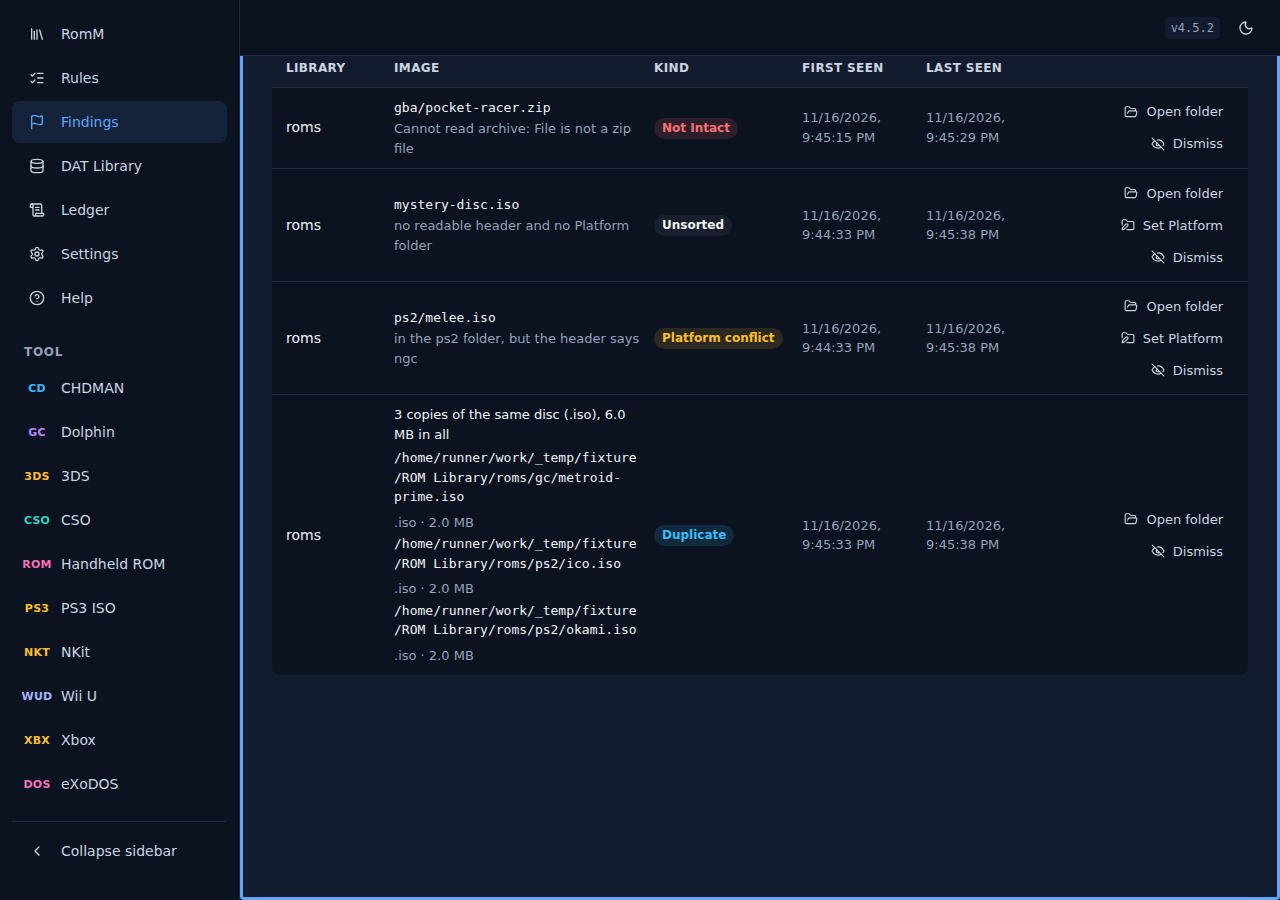 RomM
Rules
Findings
DAT Library
Ledger
Settings
Help
TOOL
CD CHDMAN
GC Dolphin
3DS 3DS
CSO CSO
ROM Handheld ROM
PS3 PS3 ISO
NKT NKit
WUD Wii U
XBX Xbox
DOS eXoDOS
Collapse sidebar
v4.5.2
LIBRARY IMAGE KIND FIRST SEEN LAST SEEN
roms
gba/pocket-racer.zip
Cannot read archive: File is not a zip
file
Not Intact
11/16/2026,
9:45:15 PM
11/16/2026,
9:45:29 PM
Open folder
Dismiss
roms
mystery-disc.iso
no readable header and no Platform
folder
Unsorted
11/16/2026,
9:44:33 PM
11/16/2026,
9:45:38 PM
Open folder
Set Platform
Dismiss
roms
ps2/melee.iso
in the ps2 folder, but the header says
ngc
Platform conflict
11/16/2026,
9:44:33 PM
11/16/2026,
9:45:38 PM
Open folder
Set Platform
Dismiss
roms
3 copies of the same disc (.iso), 6.0
MB in all
/home/runner/work/_temp/fixture
/ROM Library/roms/gc/metroid-
prime.iso
.iso · 2.0 MB
/home/runner/work/_temp/fixture
/ROM Library/roms/ps2/ico.iso
.iso · 2.0 MB
/home/runner/work/_temp/fixture
/ROM Library/roms/ps2/okami.iso
.iso · 2.0 MB
Duplicate
11/16/2026,
9:45:33 PM
11/16/2026,
9:45:38 PM
Open folder
Dismiss